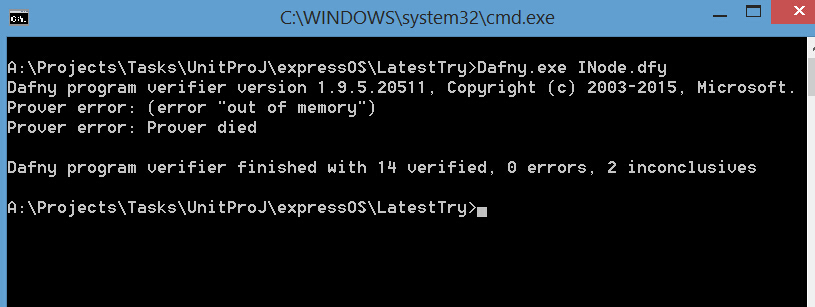 C:\WINDOWS\system32\cmd.exe
A:\Projects\Tasks\UnitProJ\expressOS\LatestTry>Dafny.exe INode.dfy
Dafny program verifier version 1.9.5.20511, Copyright (c) 2003-2015, Microsoft.
Prover error: (error "out of memory")
Prover error: Prover died
Dafny program verifier finished with 14 verified, 0 errors, 2 inconclusives
A:\Projects\Tasks\UnitProJ\expressOS\LatestTry>